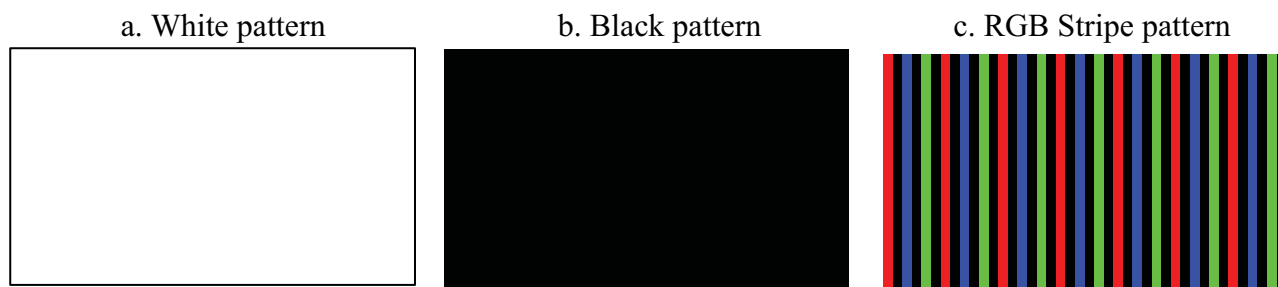 a. White pattern
b. Black pattern
c. RGB Stripe pattern